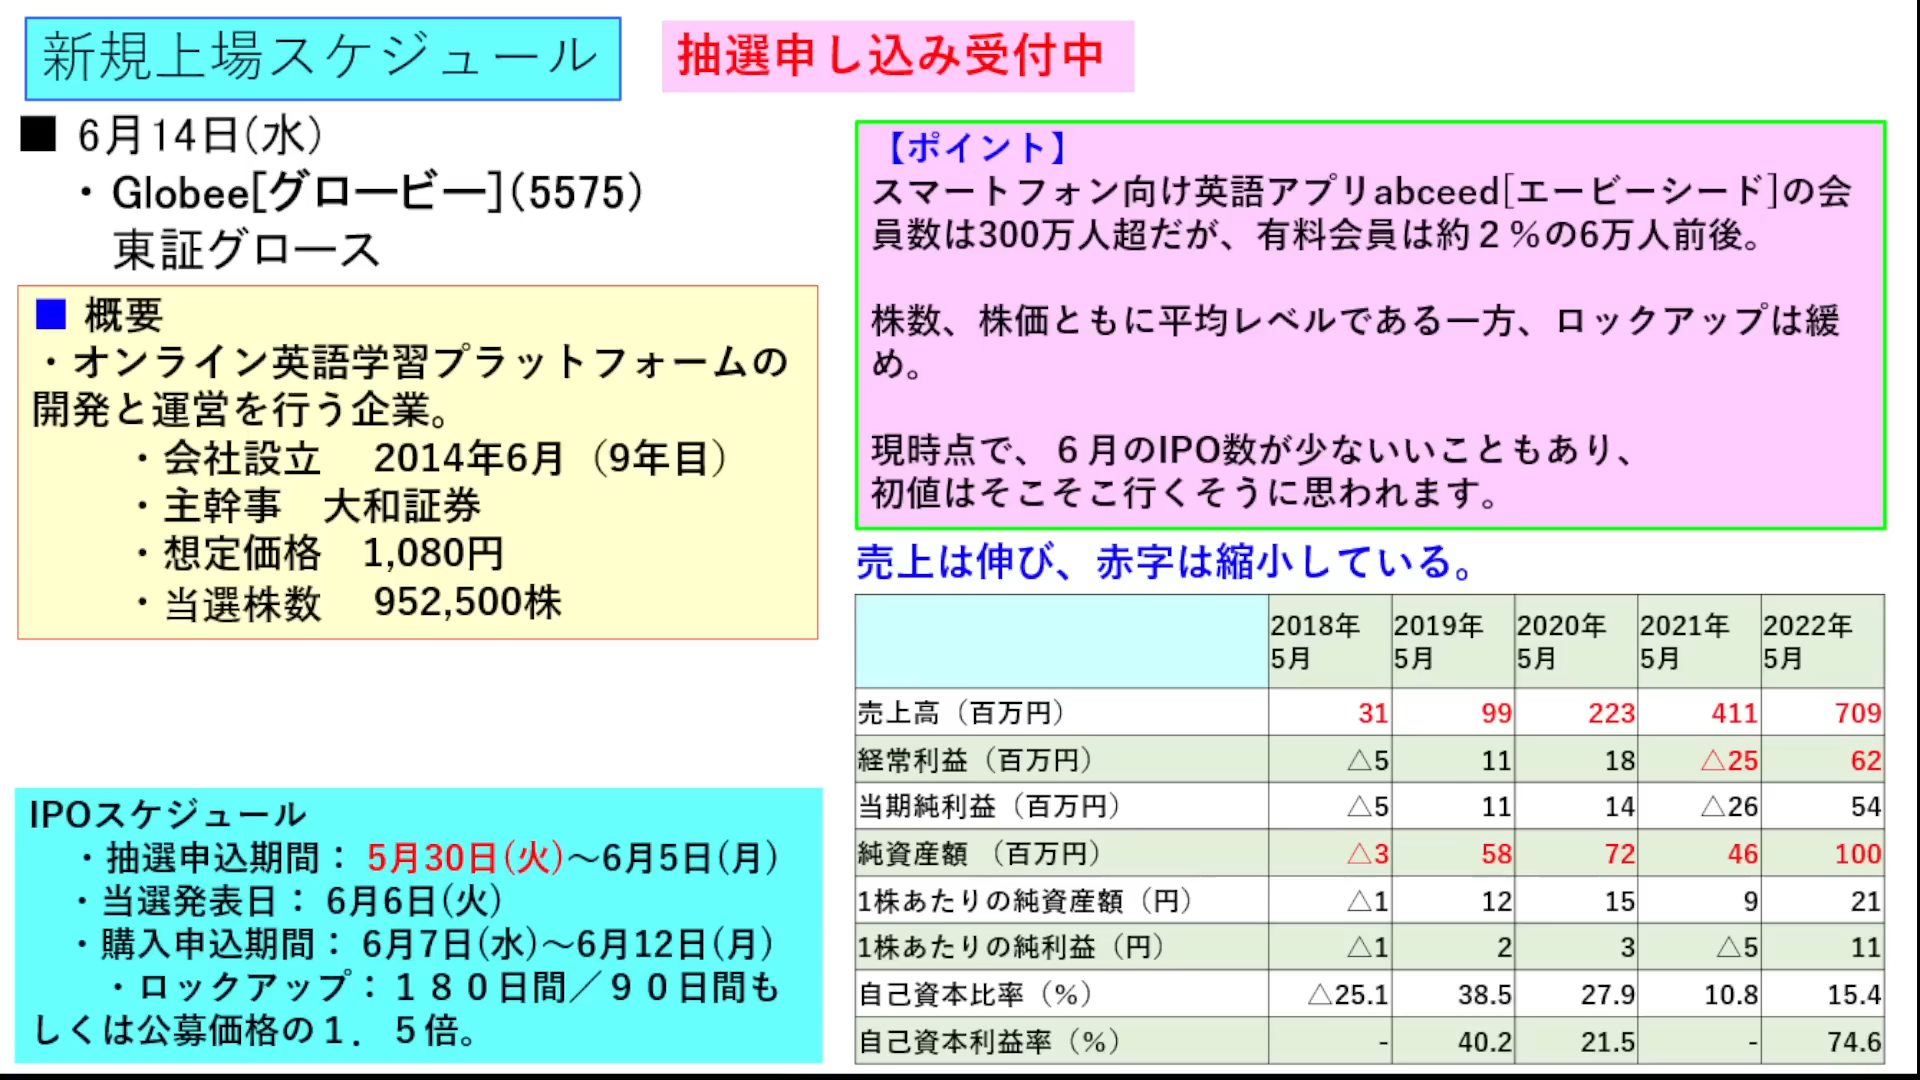 新規上場スケジュール
抽選申し込み受付中
■ 6月14日(水)
・Globee[グロービー](5575)
東証グロース
■ 概要
・オンライン英語学習プラットフォームの
開発と運営を行う企業。
・会社設立 2014年6月（9年目）
・主幹事 大和証券
・想定価格 1,080円
・当選株数 952,500株
IPOスケジュール
・抽選申込期間： 5月30日(火)～6月5日(月)
・当選発表日： 6月6日(火)
・購入申込期間： 6月7日(水)～6月12日(月)
・ロックアップ：１８０日間／９０日間も
しくは公募価格の１．５倍。
【ポイント】
スマートフォン向け英語アプリabceed[エービーシード]の会
員数は300万人超だが、有料会員は約２％の6万人前後。
株数、株価ともに平均レベルである一方、ロックアップは緩
め。
現時点で、６月のIPO数が少ないいこともあり、
初値はそこそこ行くそうに思われます。
売上は伸び、赤字は縮小している。
2018年5月 2019年5月 2020年5月 2021年5月 2022年5月
売上高（百万円） 31 99 223 411 709
経常利益（百万円） △5 11 18 △25 62
当期純利益（百万円） △5 11 14 △26 54
純資産額 （百万円） △3 58 72 46 100
1株あたりの純資産額（円） △1 12 15 9 21
1株あたりの純利益（円） △1 2 3 △5 11
自己資本比率（%） △25.1 38.5 27.9 10.8 15.4
自己資本利益率（%） - 40.2 21.5 - 74.6